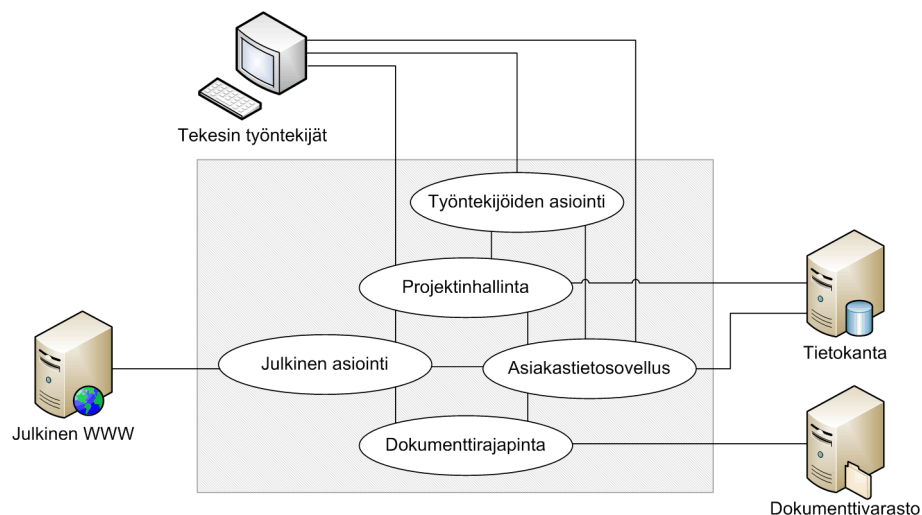 Tekesin työntekijät
Työntekijöiden asiointi
Projektinhallinta
Tietokanta
Julkinen asiointi
Asiakastietosovellus
Julkinen WWW
Dokumenttirajapinta
Dokumenttivarasto